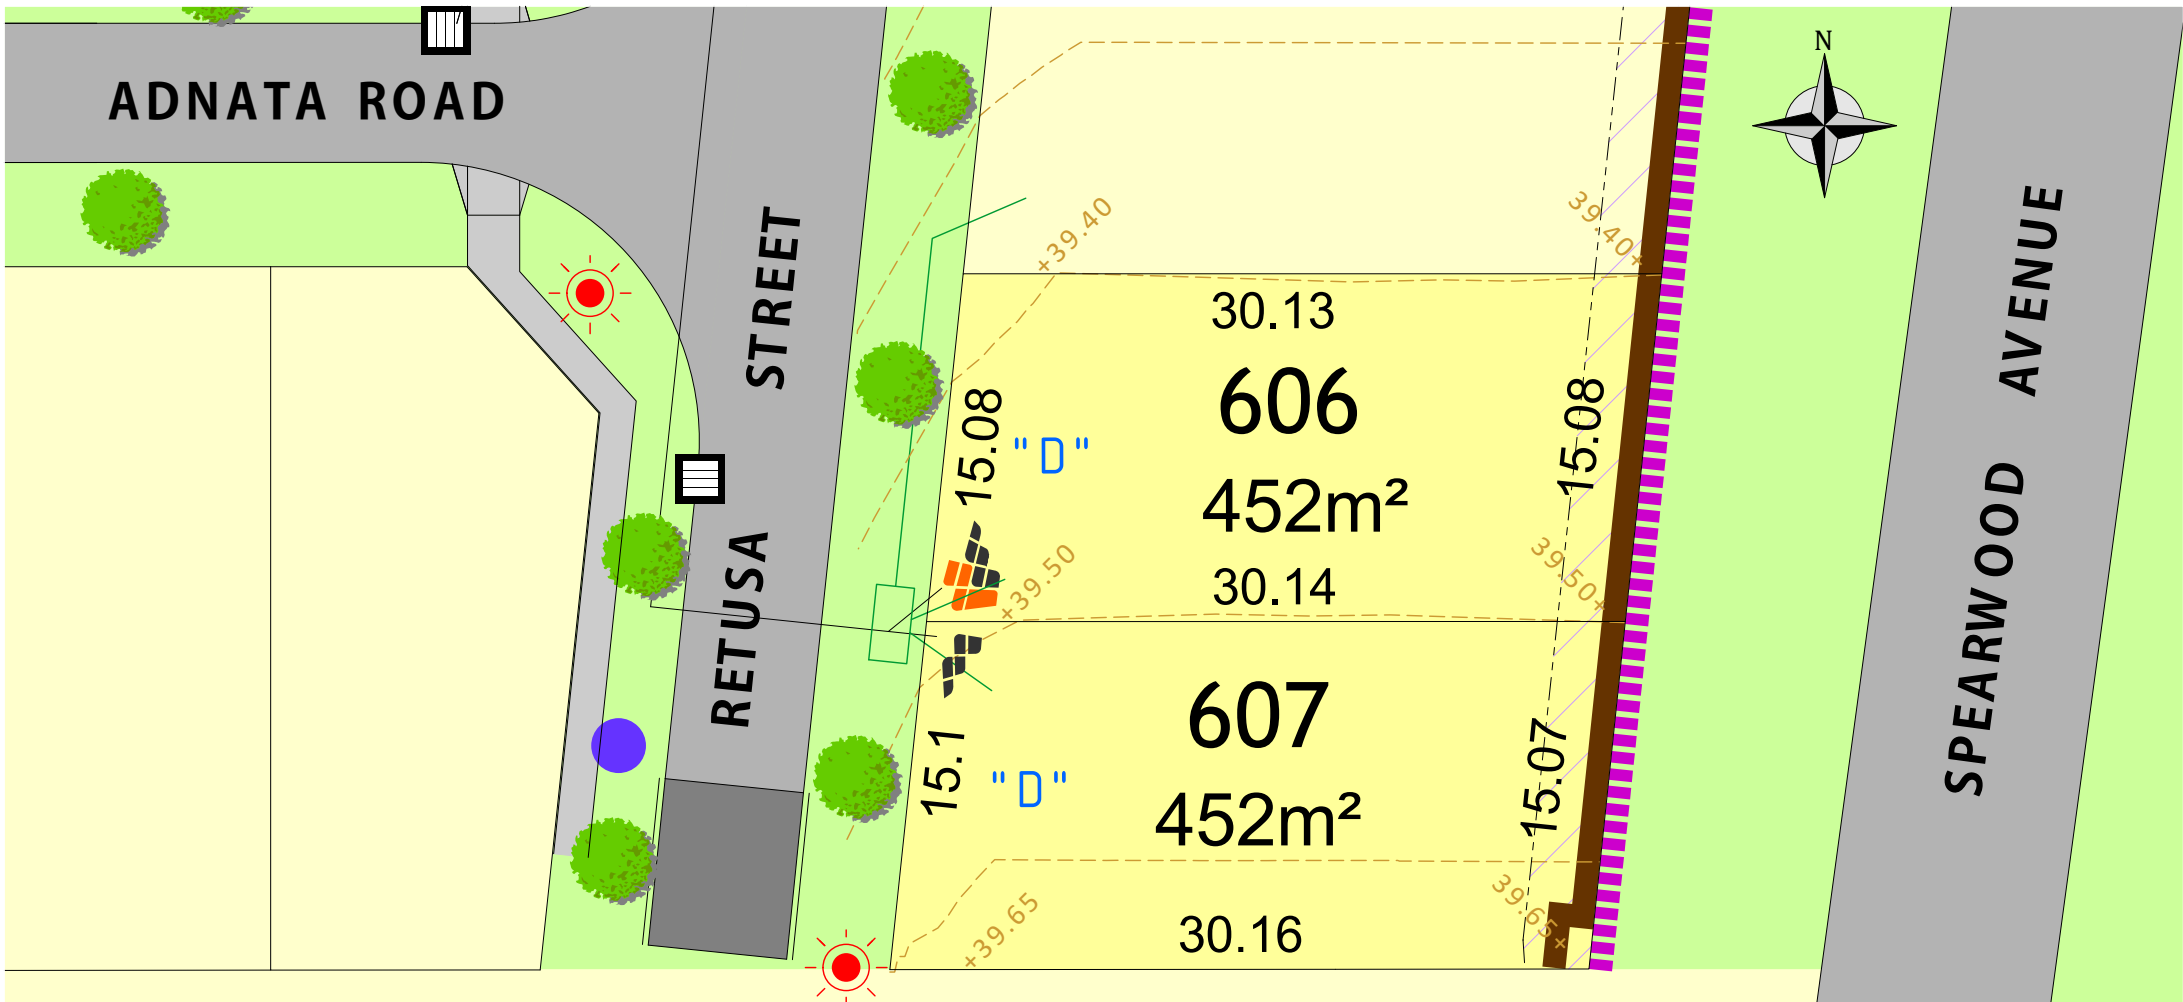 N
ADNATA ROAD
RETUSA STREET
SPEARWOOD AVENUE
+39.40
39.40+
30.13
606
15.08
"D"
15.08
452m²
+39.50
39.50+
30.14
607
15.1
"D"
15.07
452m²
+39.65
39.65+
30.16